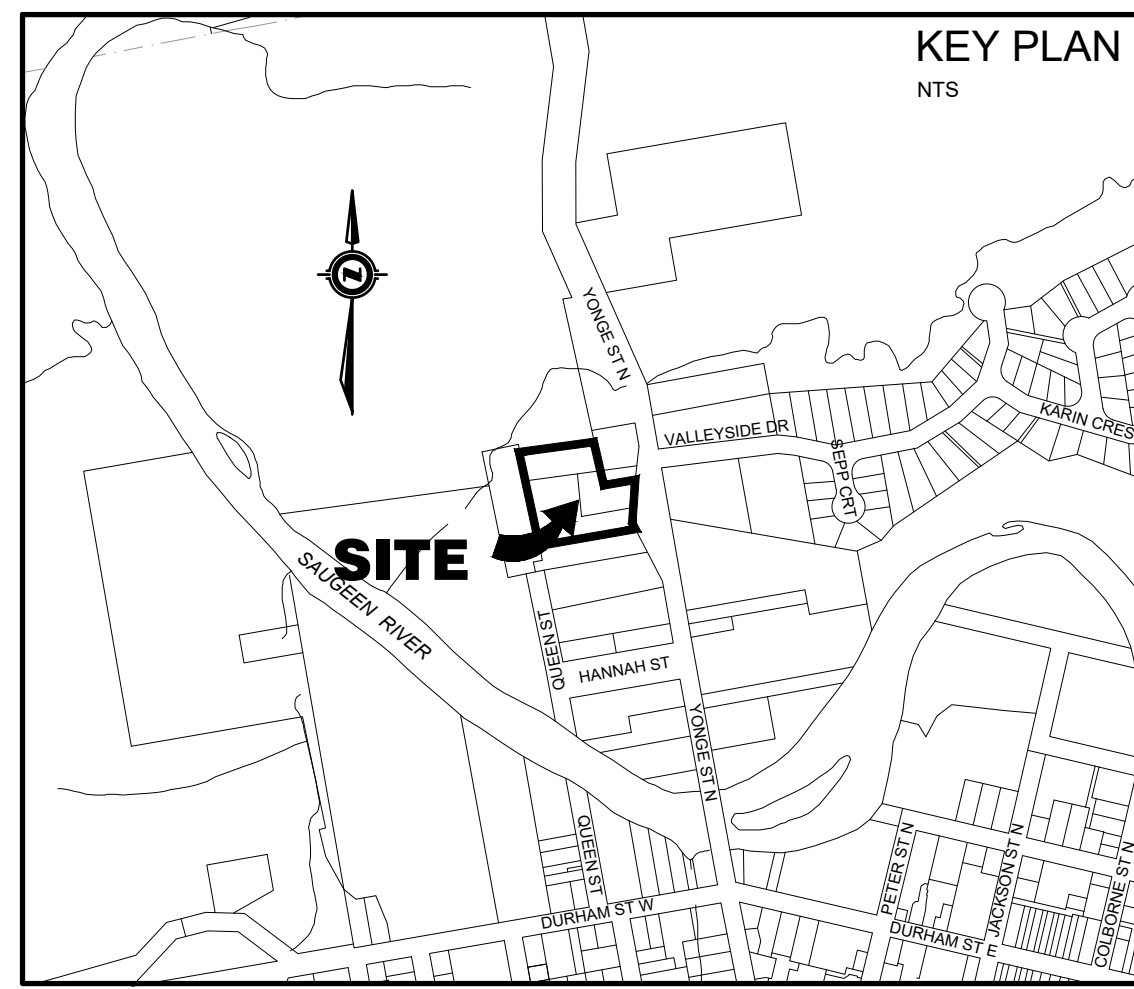 KEY PLAN
NTS
N
YONGE ST N
VALLEYSIDE DR
KARIN CRES
SEPP CRT
SITE
SAUGEEN RIVER
QUEEN ST
HANNAH ST
YONGE ST N
QUEEN ST
PETER ST N
JACKSON ST N
COLBORNE ST N
DURHAM ST W
DURHAM ST E